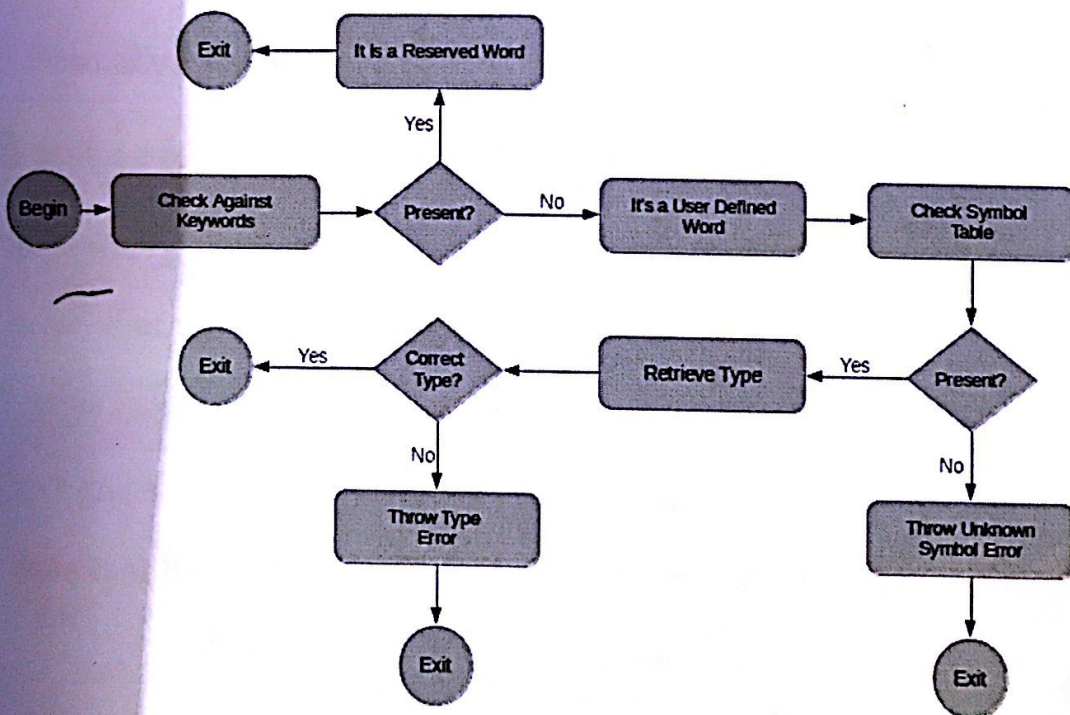 Exit
It is a Reserved Word
Yes
Begin
Check Against
Keywords
Present?
No
It's a User Defined
Word
Check Symbol
Table
Exit
Yes
Correct
Type?
Retrieve Type
Yes
Present?
No
No
Throw Type
Error
Throw Unknown
Symbol Error
Exit
Exit